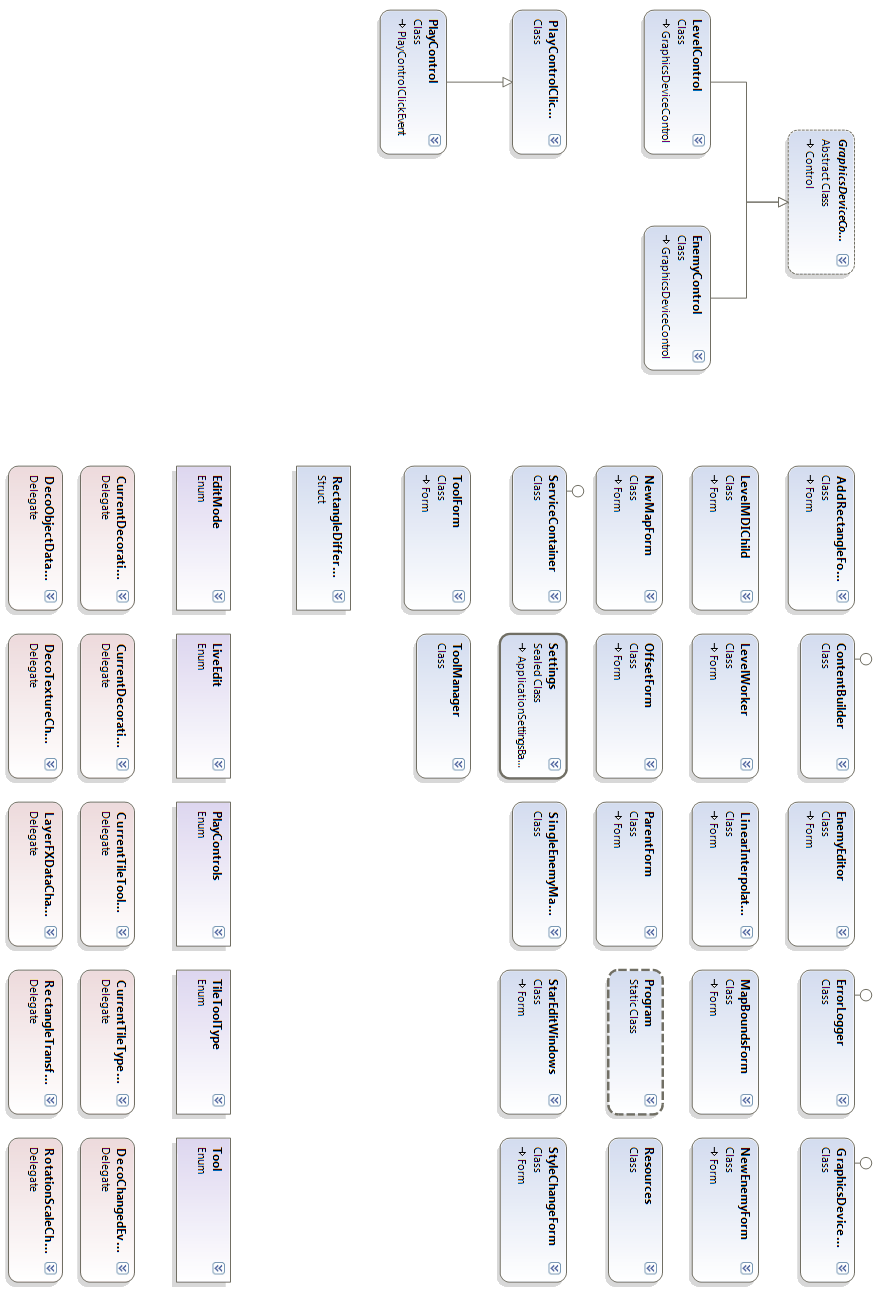 GraphicsDeviceCo...
Abstract Class
→ Control
LevelControl
Class
→ GraphicsDeviceControl
EnemyControl
Class
→ GraphicsDeviceControl
PlayControlClic...
Class
PlayControl
Class
→ PlayControlClickEvent
AddRectangleFo...
Class
→ Form
ContentBuilder
Class
EnemyEditor
Class
→ Form
ErrorLogger
Class
GraphicsDevice...
Class
LevelMDIChild
Class
→ Form
LevelWorker
Class
→ Form
LinearInterpolat...
Class
→ Form
MapBoundsForm
Class
→ Form
NewEnemyForm
Class
→ Form
NewMapForm
Class
→ Form
OffsetForm
Class
→ Form
ParentForm
Class
→ Form
Program
Static Class
Resources
Class
ServiceContainer
Class
Settings
Sealed Class
→ ApplicationSettingsBa...
SingleEnemyMa...
Class
StarEditWindows
Class
→ Form
StyleChangeForm
Class
→ Form
ToolForm
Class
→ Form
ToolManager
Class
RectangleDiffer...
Struct
EditMode
Enum
LiveEdit
Enum
PlayControls
Enum
TileToolType
Enum
Tool
Enum
CurrentDecorati...
Delegate
CurrentDecorati...
Delegate
CurrentTileTool...
Delegate
CurrentTileType...
Delegate
DecoChangedEv...
Delegate
DecoObjectData...
Delegate
DecoTextureCh...
Delegate
LayerFXDataCha...
Delegate
RectangleTransf...
Delegate
RotationScaleCh...
Delegate